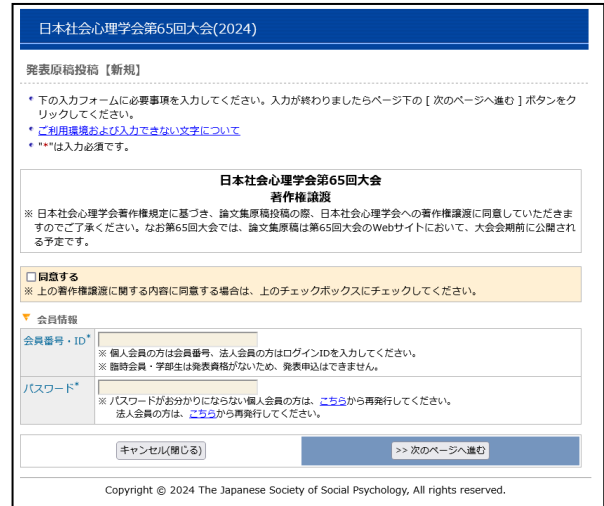 日本社会心理学会第65回大会(2024)
発表原稿投稿【新規】
下の入力フォームに必要事項を入力してください。入力が終わりましたらページ下の [ 次のページへ進む ] ボタンをク
リックしてください。
ご利用環境および入力できない文字について
"*"は入力必須です。
日本社会心理学会第65回大会
著作権譲渡
※ 日本社会心理学会著作権規定に基づき、論文集原稿投稿の際、日本社会心理学会への著作権譲渡に同意していただきま
すのでご了承ください。なお第65回大会では、論文集原稿は第65回大会のWebサイトにおいて、大会会期前に公開され
る予定です。
同意する
※ 上の著作権譲渡に関する内容に同意する場合は、上のチェックボックスにチェックしてください。
会員情報
会員番号・ID*
※ 個人会員の方は会員番号、法人会員の方はログインIDを入力してください。
※ 臨時会員・学部生は発表資格がないため、発表申込はできません。
パスワード*
※ パスワードがお分かりにならない個人会員の方は、こちらから再発行してください。
法人会員の方は、こちらから再発行してください。
キャンセル(閉じる)
>> 次のページへ進む
Copyright © 2024 The Japanese Society of Social Psychology, All rights reserved.